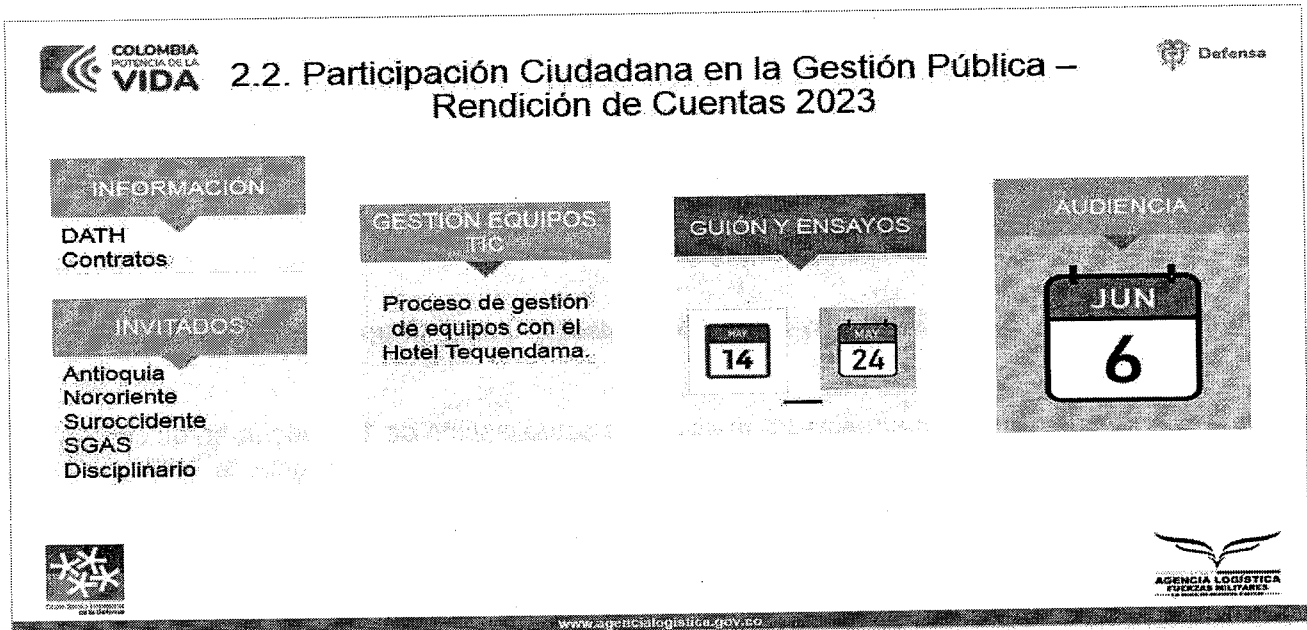 COLOMBIA
POTENCIA DE LA
VIDA
2.2. Participación Ciudadana en la Gestión Pública –
Rendición de Cuentas 2023
Defensa
INFORMACIÓN
DATH
Contratos
INVITADOS
Antioquia
Nororiente
Suroccidente
SGAS
Disciplinario
GESTIÓN EQUIPOS
TIC
Proceso de gestión
de equipos con el
Hotel Tequendama.
GUIÓN Y ENSAYOS
MAY
14
MAY
24
AUDIENCIA
JUN
6
AGENCIA LOGÍSTICA
FUERZAS MILITARES
www.agencialogistica.gov.co